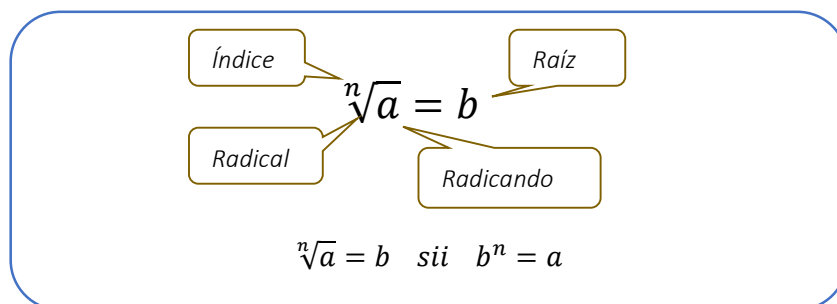 Índice
Raíz
ⁿ√a = b
Radical
Radicando
ⁿ√a = b sii bⁿ = a